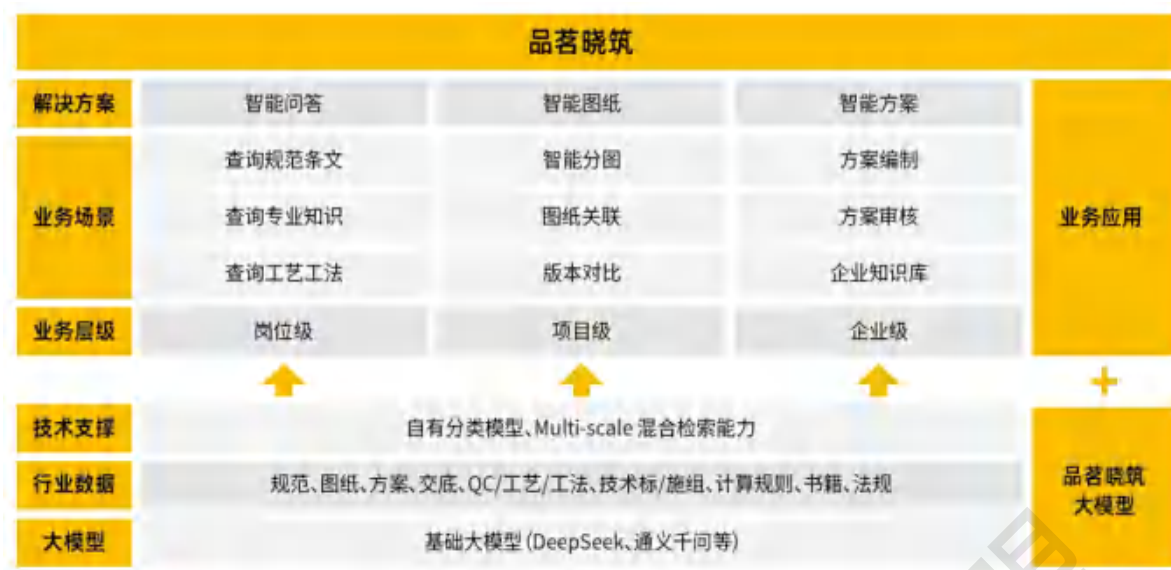 品茗晓筑
解决方案 智能问答 智能图纸 智能方案
查询规范条文 智能分图 方案编制
业务场景 查询专业知识 图纸关联 方案审核 业务应用
查询工艺工法 版本对比 企业知识库
业务层级 岗位级 项目级 企业级
+
技术支撑 自有分类模型、Multi-scale 混合检索能力
行业数据 规范、图纸、方案、交底、QC/工艺/工法、技术标/施组、计算规则、书籍、法规
品茗晓筑
大模型
大模型 基础大模型(DeepSeek、通义千问等)